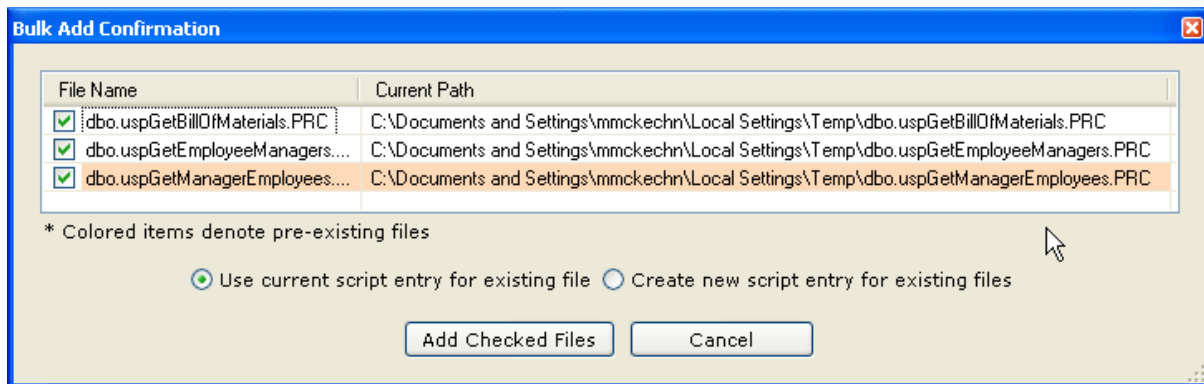 Bulk Add Confirmation
File Name Current Path
dbo.uspGetBillOfMaterials.PRC C:\Documents and Settings\mmckechn\Local Settings\Temp\dbo.uspGetBillOfMaterials.PRC
dbo.uspGetEmployeeManagers.... C:\Documents and Settings\mmckechn\Local Settings\Temp\dbo.uspGetEmployeeManagers.PRC
dbo.uspGetManagerEmployees.... C:\Documents and Settings\mmckechn\Local Settings\Temp\dbo.uspGetManagerEmployees.PRC
* Colored items denote pre-existing files
Use current script entry for existing file Create new script entry for existing files
Add Checked Files Cancel